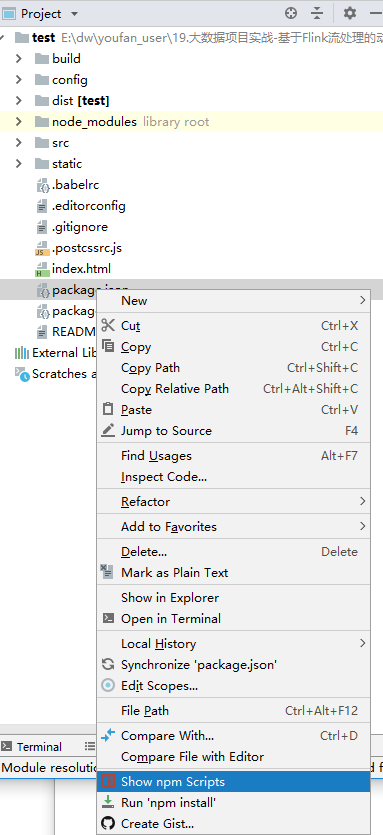 Project
test E:\dw\youfan_user\19.大数据项目实战-基于Flink流处理的动
build
config
dist [test]
node_modules library root
src
static
.babelrc
.editorconfig
.gitignore
.postcssrc.js
index.html
package.json
packag
READM
External Lib
Scratches a
New
Cut Ctrl+X
Copy Ctrl+C
Copy Path Ctrl+Shift+C
Copy Relative Path Ctrl+Alt+Shift+C
Paste Ctrl+V
Jump to Source F4
Find Usages Alt+F7
Inspect Code...
Refactor
Add to Favorites
Delete... Delete
Mark as Plain Text
Show in Explorer
Open in Terminal
Local History
Synchronize 'package.json'
Edit Scopes...
File Path Ctrl+Alt+F12
Compare With... Ctrl+D
Compare File with Editor
Show npm Scripts
Run 'npm install'
Create Gist...
Terminal
Module resolutio d f